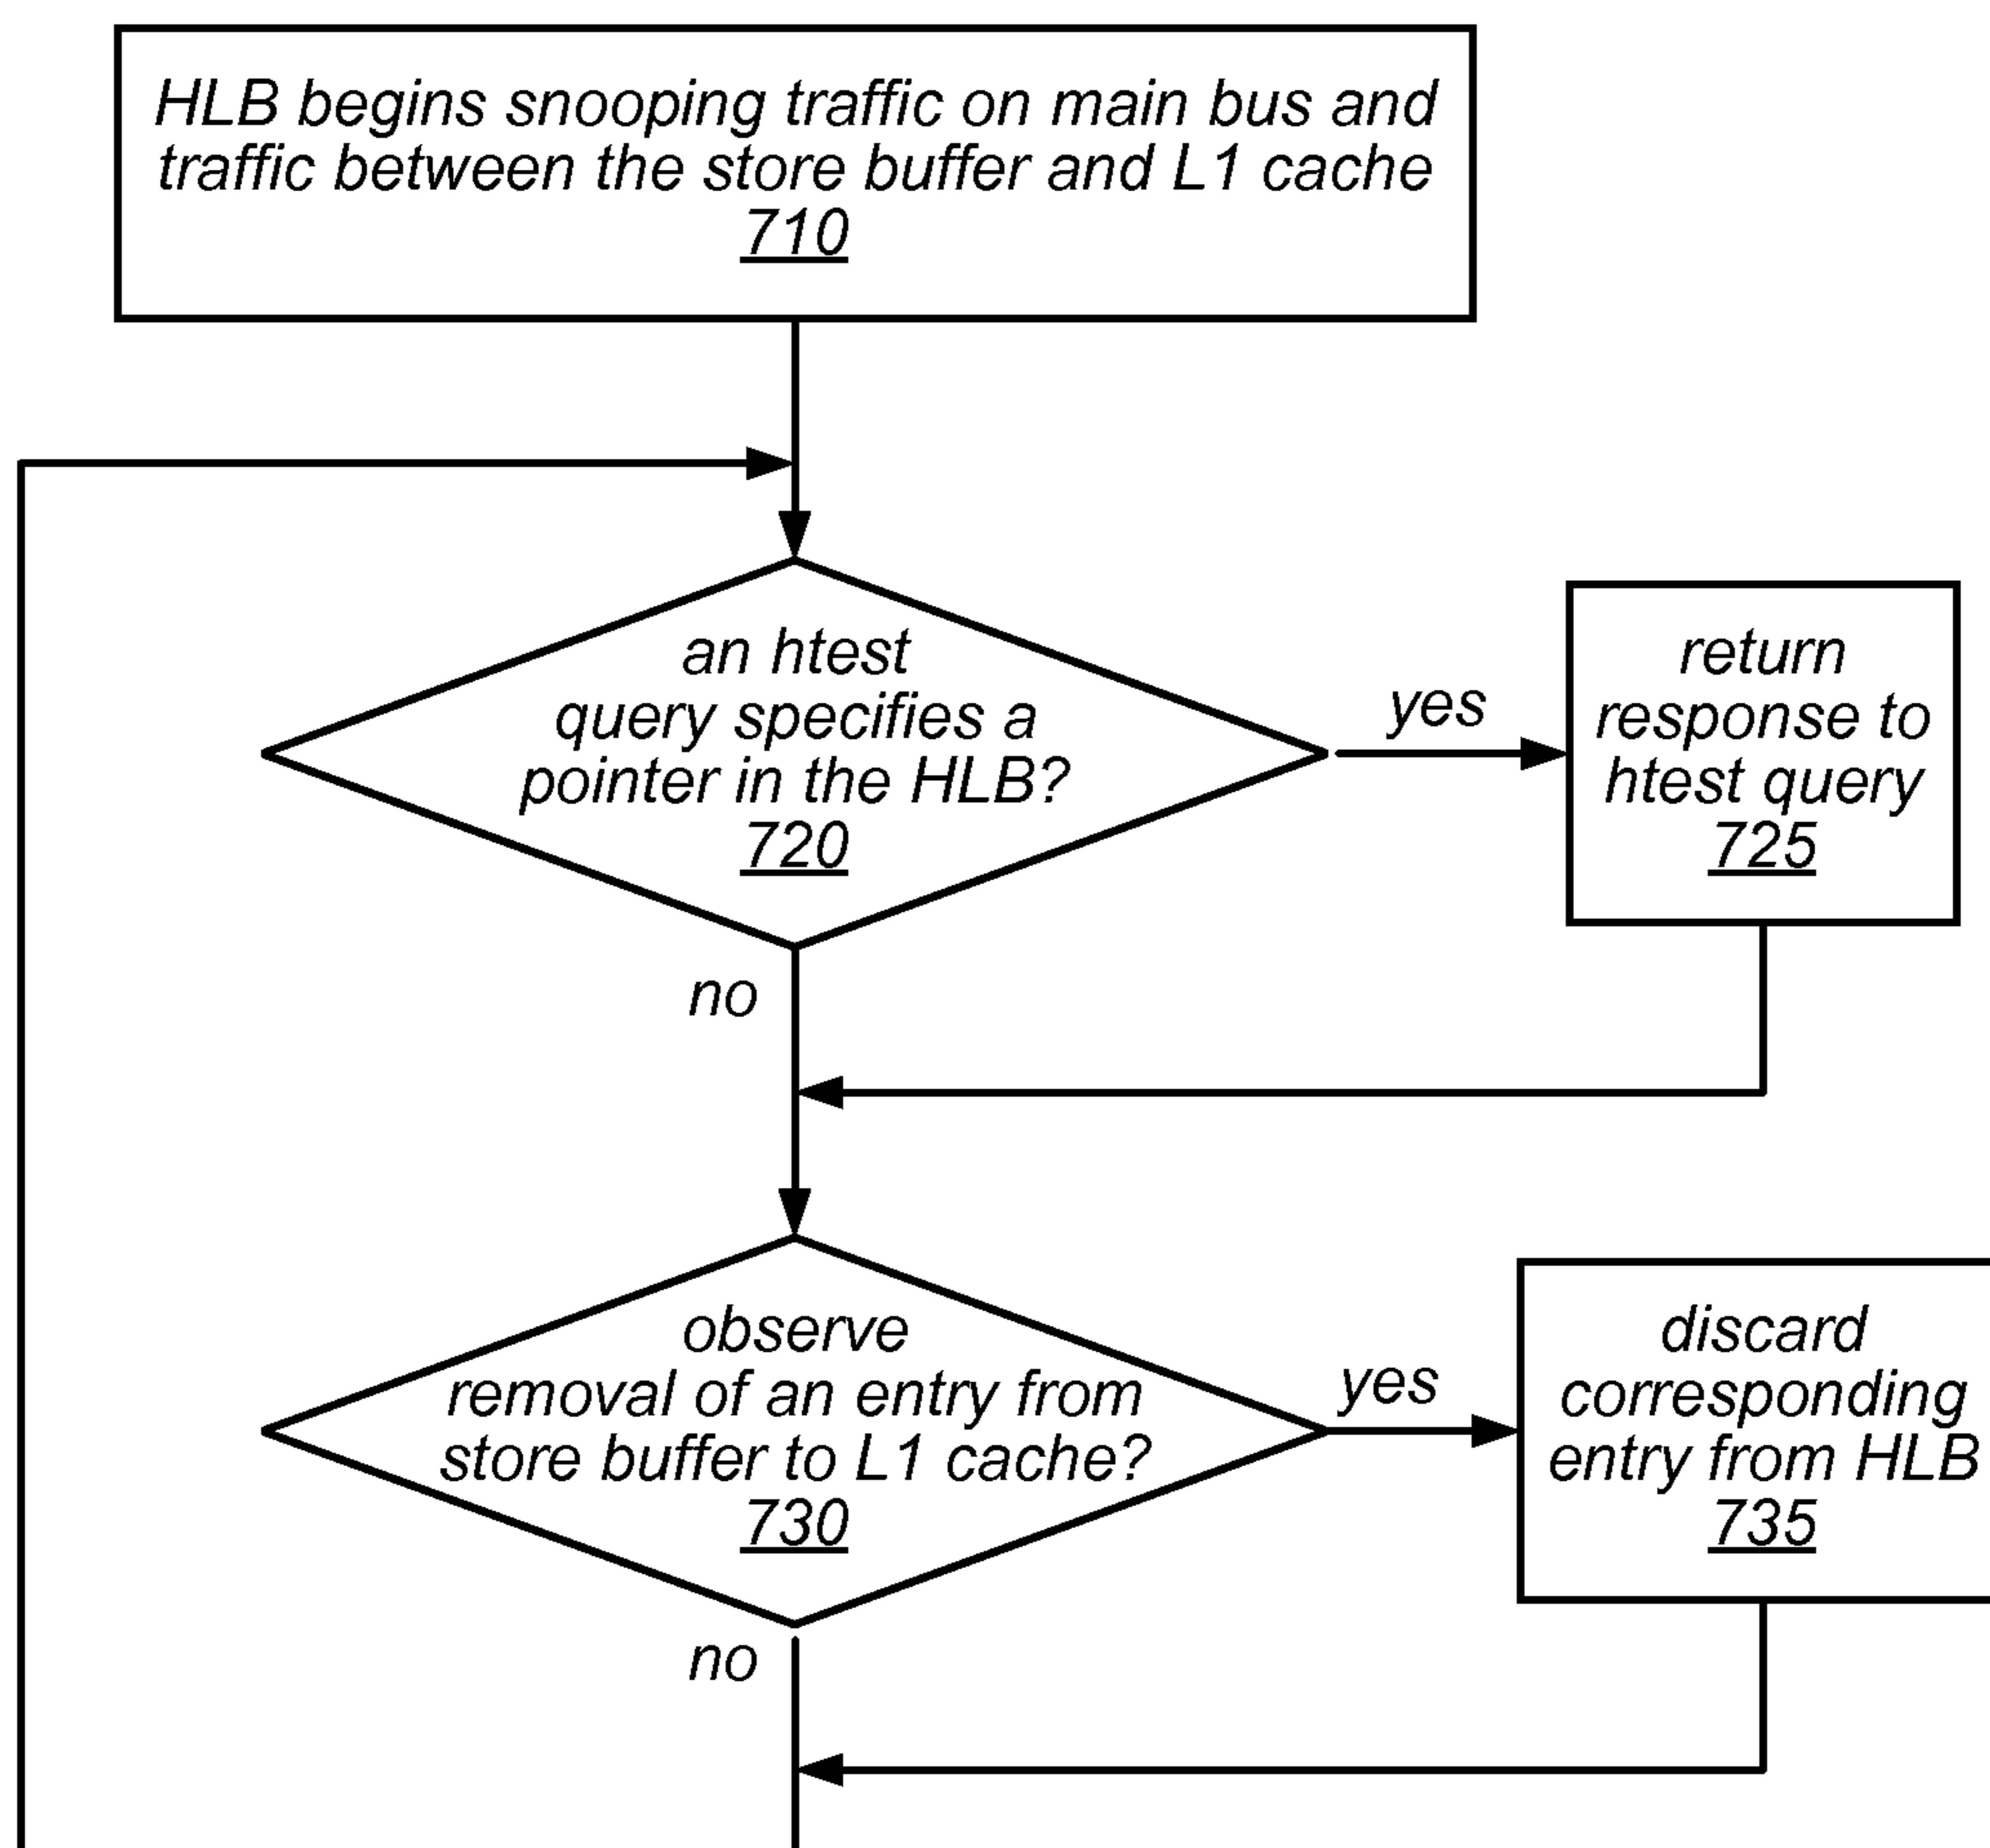 HLB begins snooping traffic on main bus and
traffic between the store buffer and L1 cache
710
an htest
query specifies a
pointer in the HLB?
720
yes
return
response to
htest query
725
no
observe
removal of an entry from
store buffer to L1 cache?
730
yes
discard
corresponding
entry from HLB
735
no